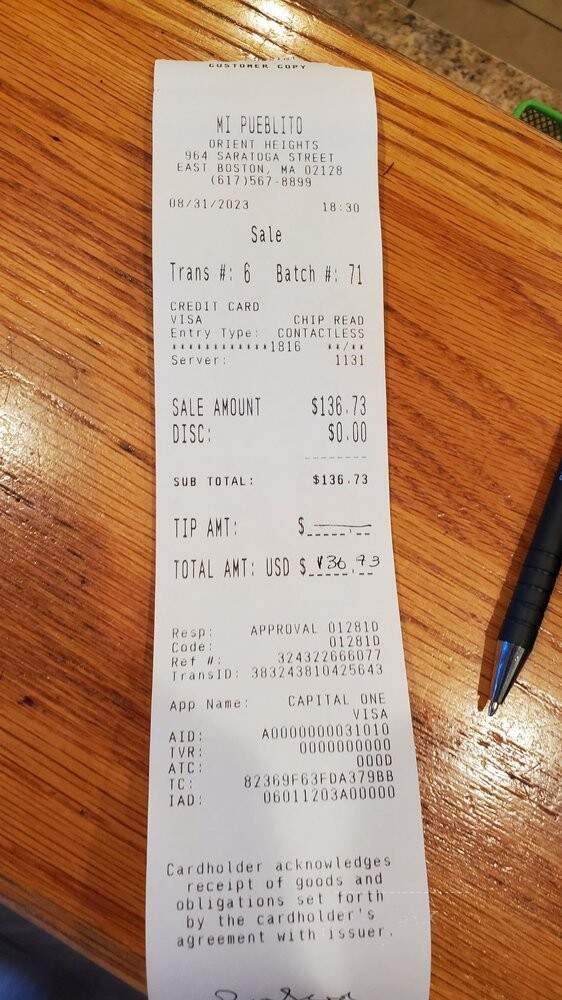 CUSTOMER COPY
MI PUEBLITO
ORIENT HEIGHTS
964 SARATOGA STREET
EAST BOSTON, MA 02128
(617)567-8899
08/31/2023 18:30
Sale
Trans #: 6 Batch #: 71
CREDIT CARD
VISA CHIP READ
Entry Type: CONTACTLESS
************1816 **/**
Server: 1131
SALE AMOUNT $136.73
DISC: $0.00
SUB TOTAL: $136.73
TIP AMT: $
TOTAL AMT: USD $ 136.73
Resp: APPROVAL 01281D
Code: 01281D
Ref #: 324322666077
TransID: 383243810425643
App Name: CAPITAL ONE
VISA
AID: A0000000031010
TVR: 0000000000
ATC: 000D
TC: 82369F63FDA379BB
IAD: 06011203A00000
Cardholder acknowledges
receipt of goods and
obligations set forth
by the cardholder's
agreement with issuer.